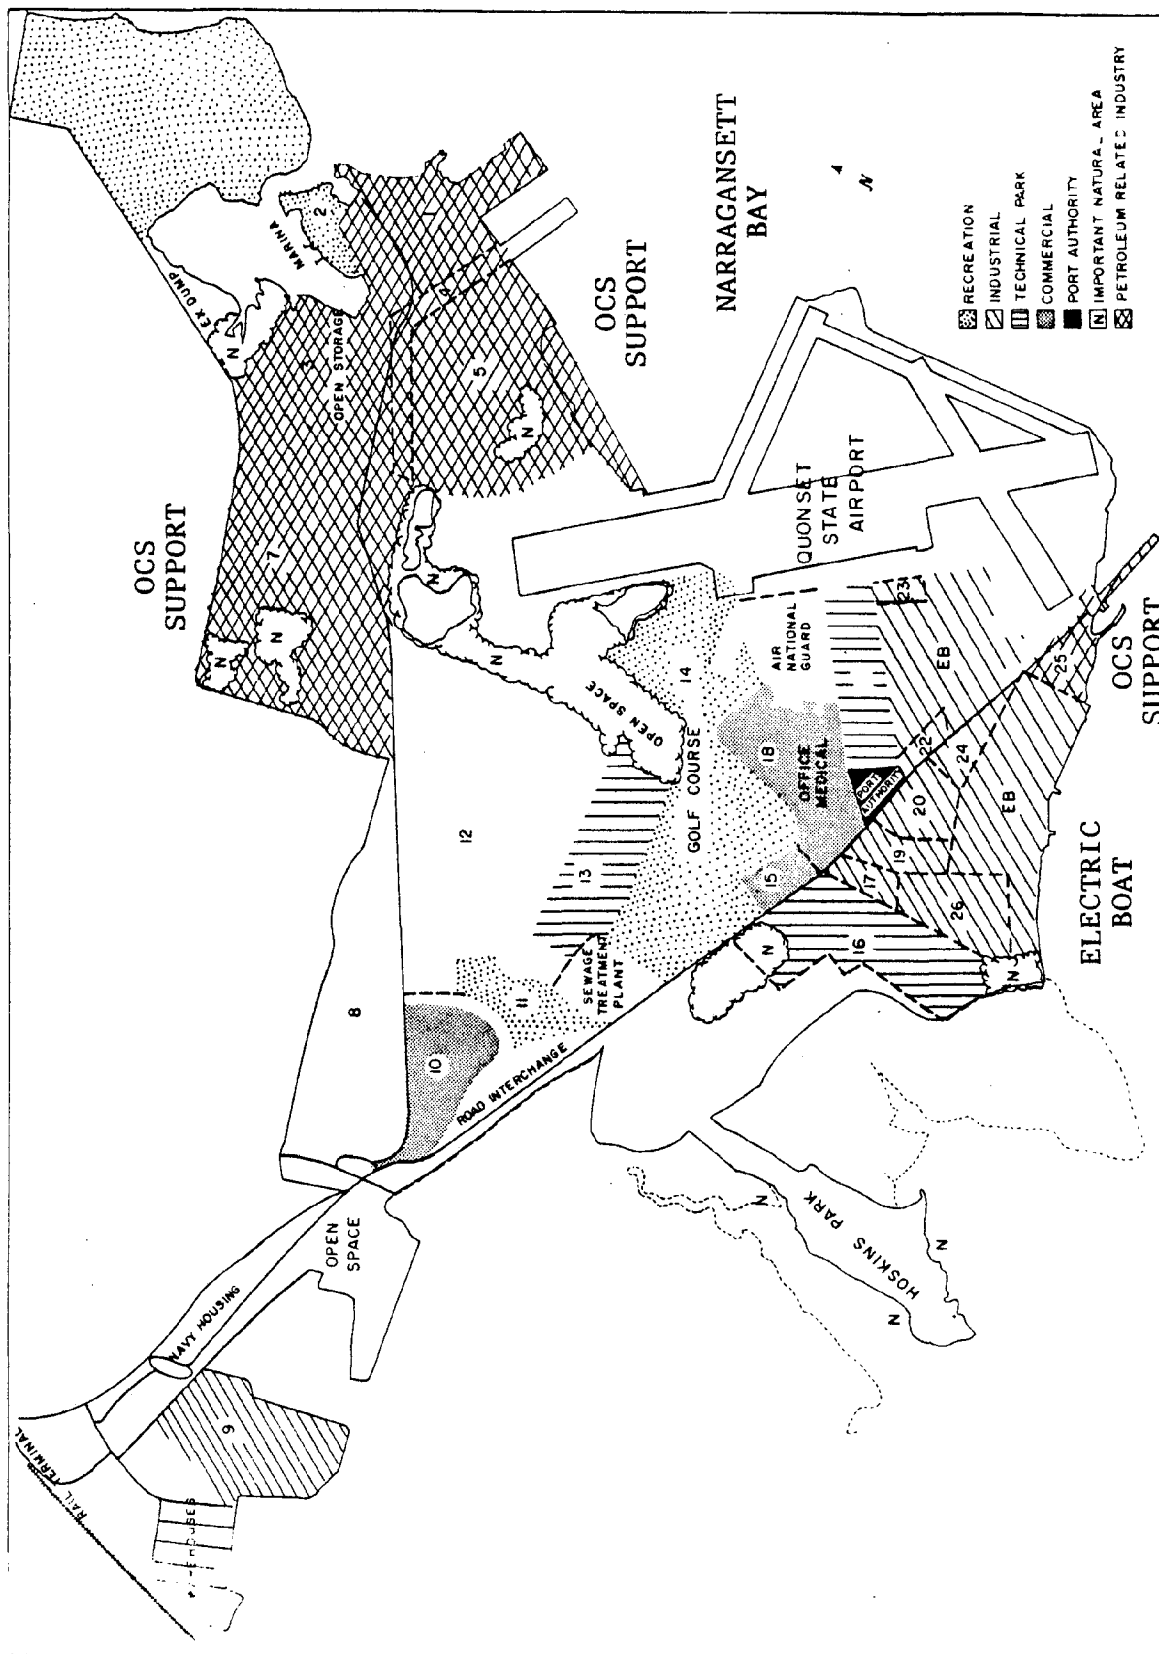 RAIL TERMINAL
NAVY HOUSING
9
OPEN
SPACE
8
10
11
ROAD INTERCHANGE
SEWAGE
TREATMENT
PLANT
12
13
GOLF COURSE
14
15
16
17
18
OFFICE
MEDICAL
19
20
22
23
24
25
26
EB
EB
PORT
AUTHORITY
AIR
NATIONAL
GUARD
OPEN SPACE
N
N
N
N
N
N
N
N
N
N
N
7
3
OPEN STORAGE
EX DUMP
MARINA
2
5
OCS
SUPPORT
OCS
SUPPORT
OCS
SUPPORT
NARRAGANSETT
BAY
N
QUONSET
STATE
AIRPORT
ELECTRIC
BOAT
HOSKINS PARK
RECREATION
INDUSTRIAL
TECHNICAL PARK
COMMERCIAL
PORT AUTHORITY
N IMPORTANT NATURAL AREA
PETROLEUM RELATED INDUSTRY